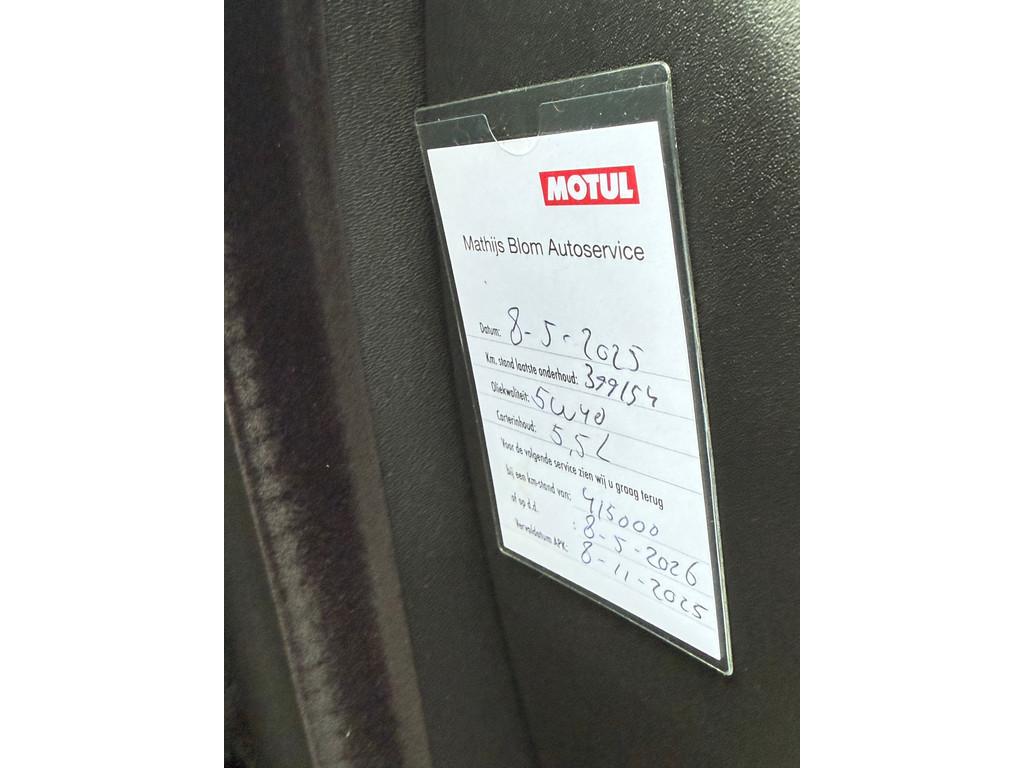 MOTUL
Mathijs Blom Autoservice
Datum: 8-5-2025
Km. stand laatste onderhoud: 399154
Oliekwaliteit: 5W40
Carterinhoud: 5,5L
Voor de volgende service zien wij u graag terug
bij een km-stand van: 415000
of op d.d. : 8-5-2026
Vervaldatum APK: 8-11-2025